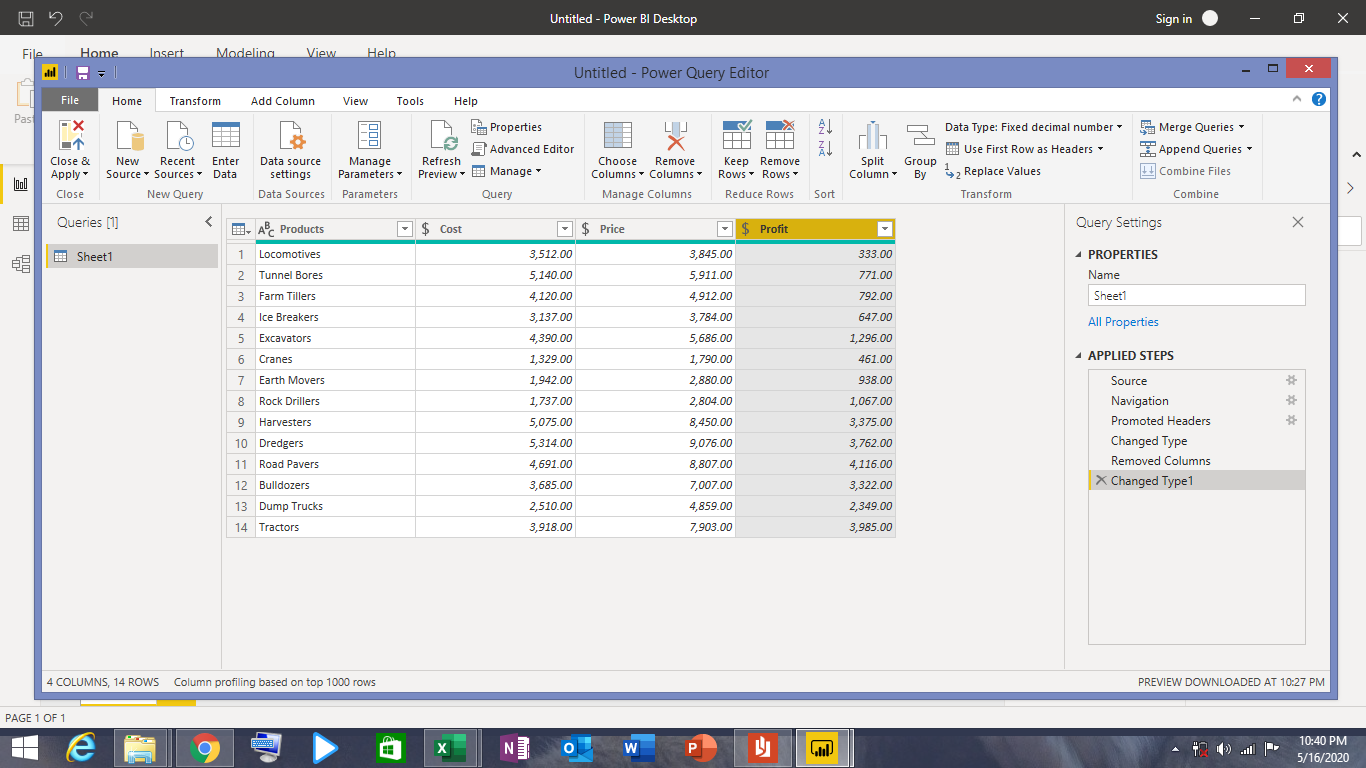 Untitled - Power BI Desktop
Sign in
File Home Insert Modeling View Help
Untitled - Power Query Editor
File Home Transform Add Column View Tools Help
Close & Apply
Close
New Source
Recent Sources
Enter Data
New Query
Data source settings
Data Sources
Manage Parameters
Parameters
Refresh Preview
Properties
Advanced Editor
Manage
Query
Choose Columns
Remove Columns
Manage Columns
Keep Rows
Remove Rows
Reduce Rows
Sort
Split Column
Group By
Data Type: Fixed decimal number
Use First Row as Headers
Replace Values
Transform
Merge Queries
Append Queries
Combine Files
Combine
Queries [1]
Sheet1
Products $ Cost $ Price $ Profit
1 Locomotives 3,512.00 3,845.00 333.00
2 Tunnel Bores 5,140.00 5,911.00 771.00
3 Farm Tillers 4,120.00 4,912.00 792.00
4 Ice Breakers 3,137.00 3,784.00 647.00
5 Excavators 4,390.00 5,686.00 1,296.00
6 Cranes 1,329.00 1,790.00 461.00
7 Earth Movers 1,942.00 2,880.00 938.00
8 Rock Drillers 1,737.00 2,804.00 1,067.00
9 Harvesters 5,075.00 8,450.00 3,375.00
10 Dredgers 5,314.00 9,076.00 3,762.00
11 Road Pavers 4,691.00 8,807.00 4,116.00
12 Bulldozers 3,685.00 7,007.00 3,322.00
13 Dump Trucks 2,510.00 4,859.00 2,349.00
14 Tractors 3,918.00 7,903.00 3,985.00
Query Settings
PROPERTIES
Name
Sheet1
All Properties
APPLIED STEPS
Source
Navigation
Promoted Headers
Changed Type
Removed Columns
Changed Type1
4 COLUMNS, 14 ROWS Column profiling based on top 1000 rows
PREVIEW DOWNLOADED AT 10:27 PM
PAGE 1 OF 1
10:40 PM
5/16/2020